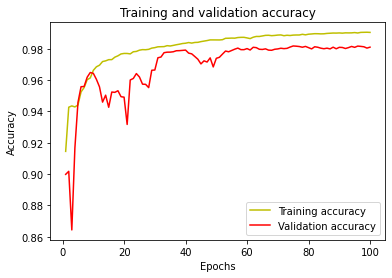 Training and validation accuracy
Accuracy
0.98
0.96
0.94
0.92
0.90
0.88
0.86
0
20
40
60
80
100
Epochs
Training accuracy
Validation accuracy